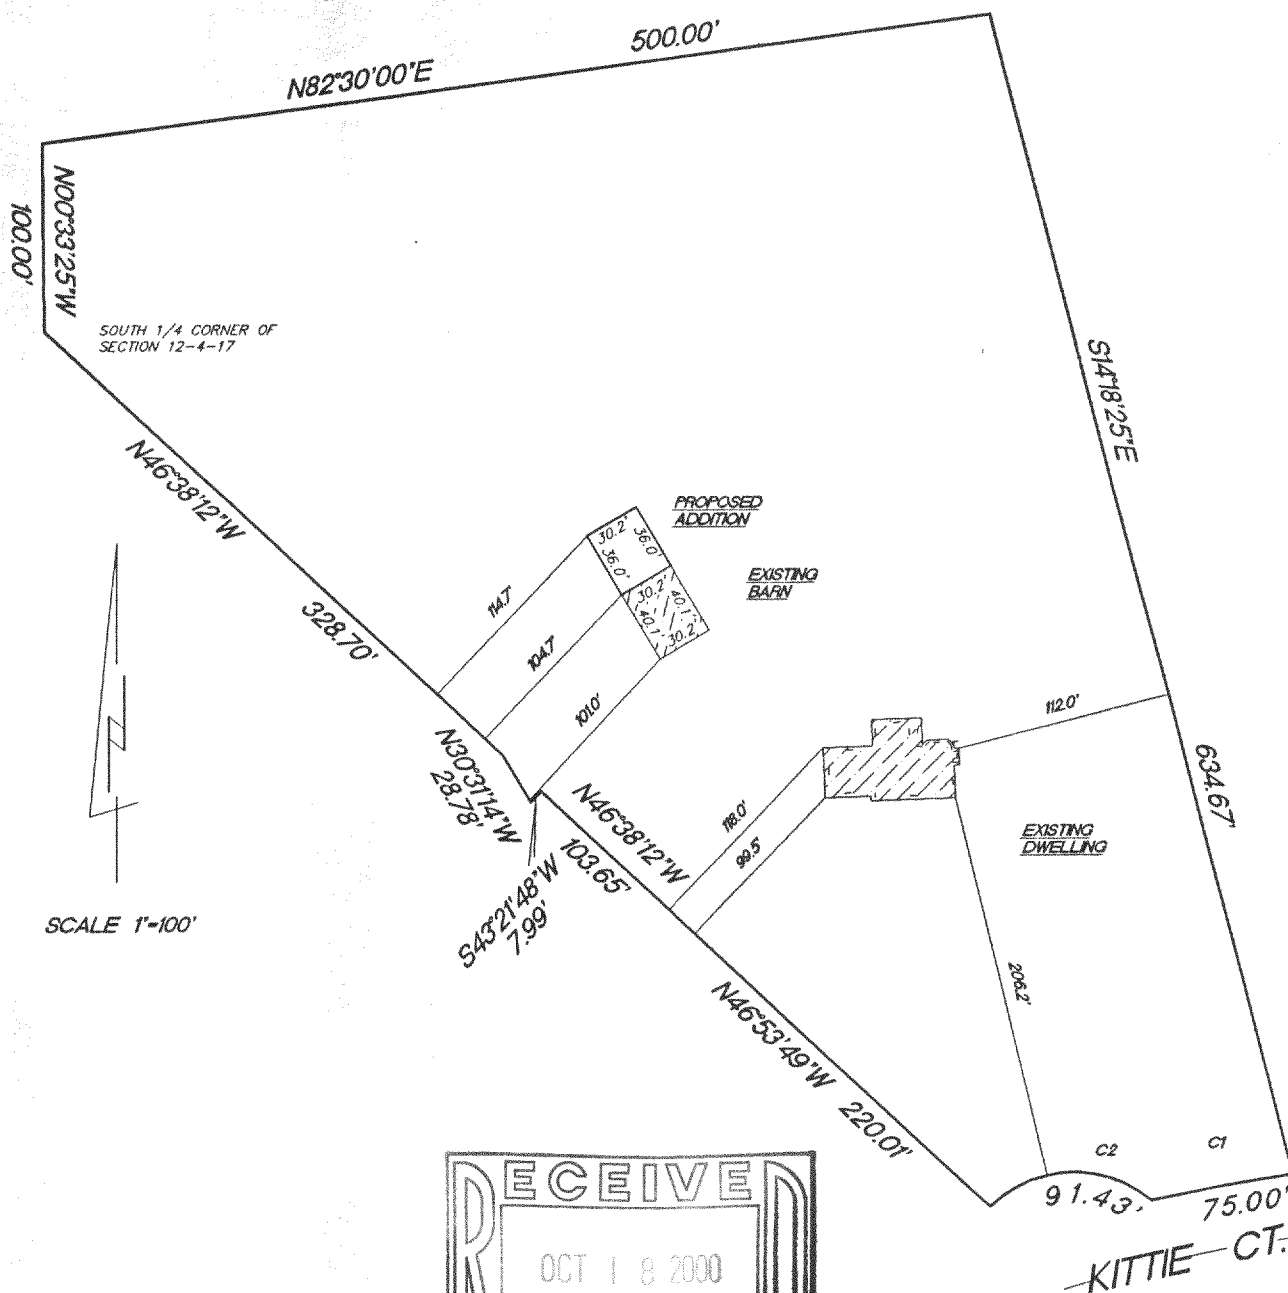 500.00'
N82°30'00"E
N00°33'25"W
100.00'
SOUTH 1/4 CORNER OF
SECTION 12-4-17
S14°18'25"E
N46°38'12"W
328.70'
PROPOSED
ADDITION
30.2'
36.0'
36.0'
EXISTING
BARN
30.2'
40.1'
40.1'
30.2'
114.7'
104.7'
101.0'
112.0'
634.67'
N30°31'14"W
28.78'
N46°38'12"W
103.65'
S43°21'48"W
7.99'
118.0'
99.5'
EXISTING
DWELLING
SCALE 1"=100'
206.2'
N46°53'49"W
220.01'
C2
C1
91.43'
75.00'
KITTIE CT.
RECEIVED
OCT 18 2000